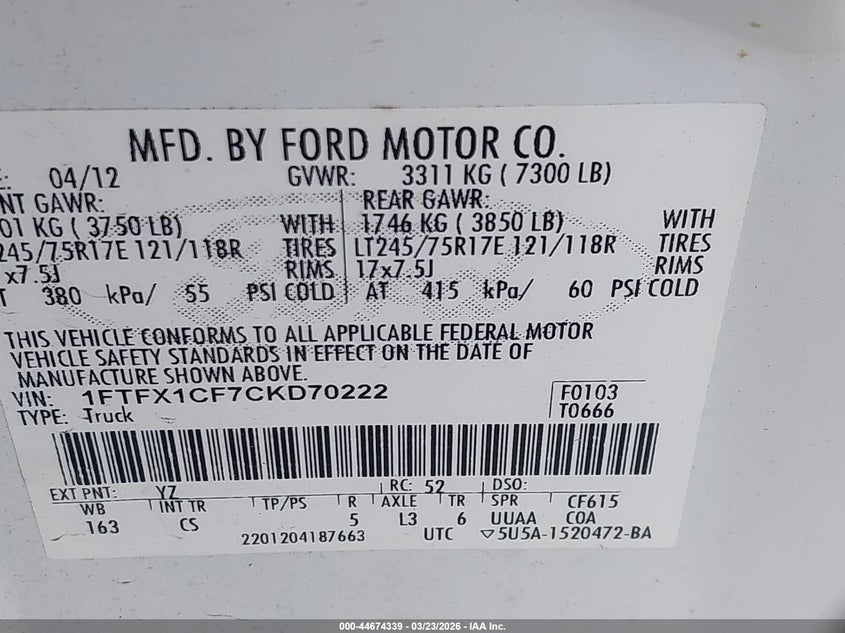 MFD. BY FORD MOTOR CO.
E: 04/12 GVWR: 3311 KG ( 7300 LB)
NT GAWR: REAR GAWR:
01 KG ( 3750 LB) WITH 1746 KG ( 3850 LB) WITH
245/75R17E 121/118R TIRES LT245/75R17E 121/118R TIRES
x7.5J RIMS 17x7.5J RIMS
T 380 kPa/ 55 PSI COLD AT 415 kPa/ 60 PSI COLD
THIS VEHICLE CONFORMS TO ALL APPLICABLE FEDERAL MOTOR
VEHICLE SAFETY STANDARDS IN EFFECT ON THE DATE OF
MANUFACTURE SHOWN ABOVE.
VIN: 1FTFX1CF7CKD70222 F0103
TYPE: Truck T0666
EXT PNT: YZ RC: 52 DSO:
WB INT TR TP/PS R AXLE TR SPR CF615
163 CS 5 L3 6 UUAA COA
2201204187663 UTC ▽5U5A-1520472-BA
000-44674339 - 03/23/2026 - IAA Inc.